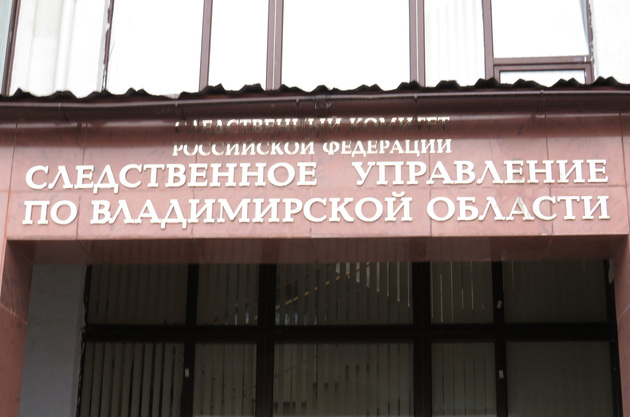 СЛЕДСТВЕННЫЙ КОМИТЕТ
РОССИЙСКОЙ ФЕДЕРАЦИИ
СЛЕДСТВЕННОЕ УПРАВЛЕНИЕ
ПО ВЛАДИМИРСКОЙ ОБЛАСТИ